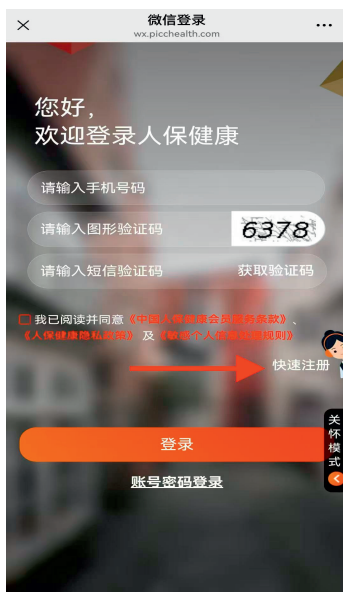 微信登录
wx.picchealth.com
您好，
欢迎登录人保健康
请输入手机号码
请输入图形验证码
6378
请输入短信验证码 获取验证码
我已阅读并同意《中国人保健康会员服务条款》、
《人保健康隐私政策》及《敏感个人信息处理规则》
快速注册
关怀模式
登录
账号密码登录